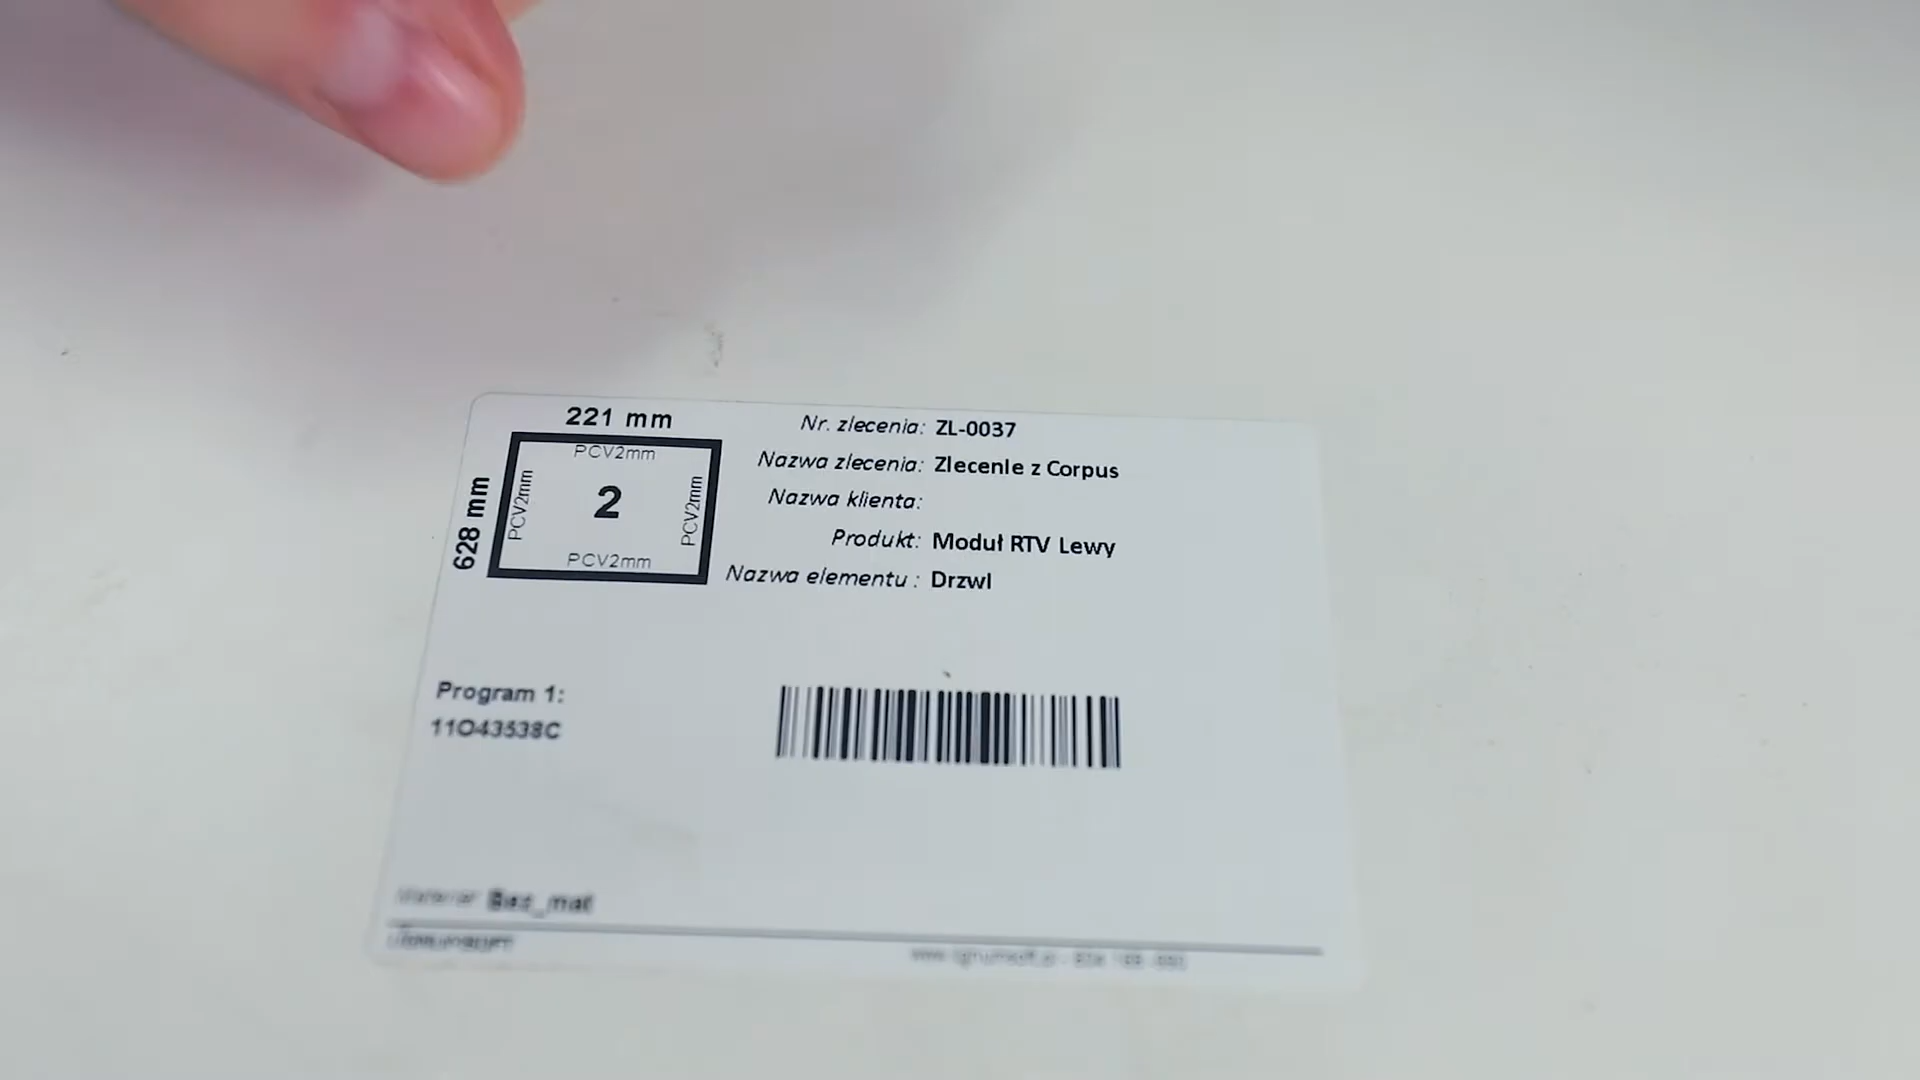 221 mm
628 mm
PCV2mm
PCV2mm
2
PCV2mm
PCV2mm
Nr. zlecenia: ZL-0037
Nazwa zlecenia: Zlecenie z Corpus
Nazwa klienta:
Produkt: Moduł RTV Lewy
Nazwa elementu : Drzwi
Program 1:
11O43538C